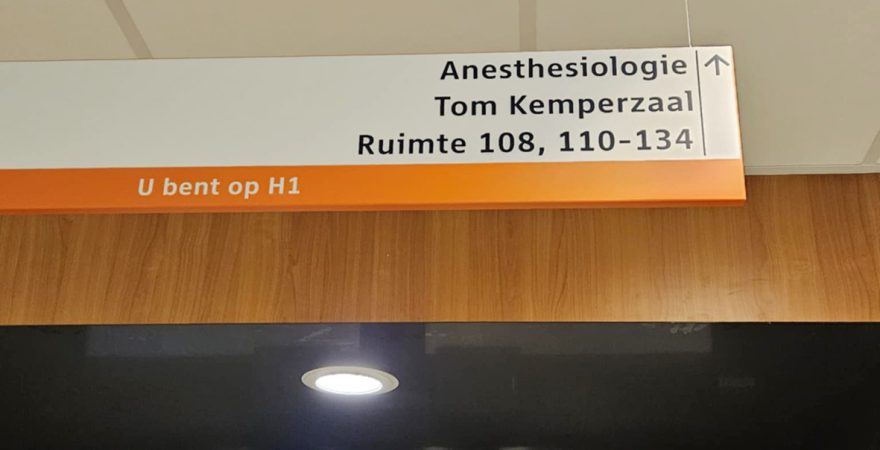 Anesthesiologie ↑
Tom Kemperzaal
Ruimte 108, 110-134
U bent op H1